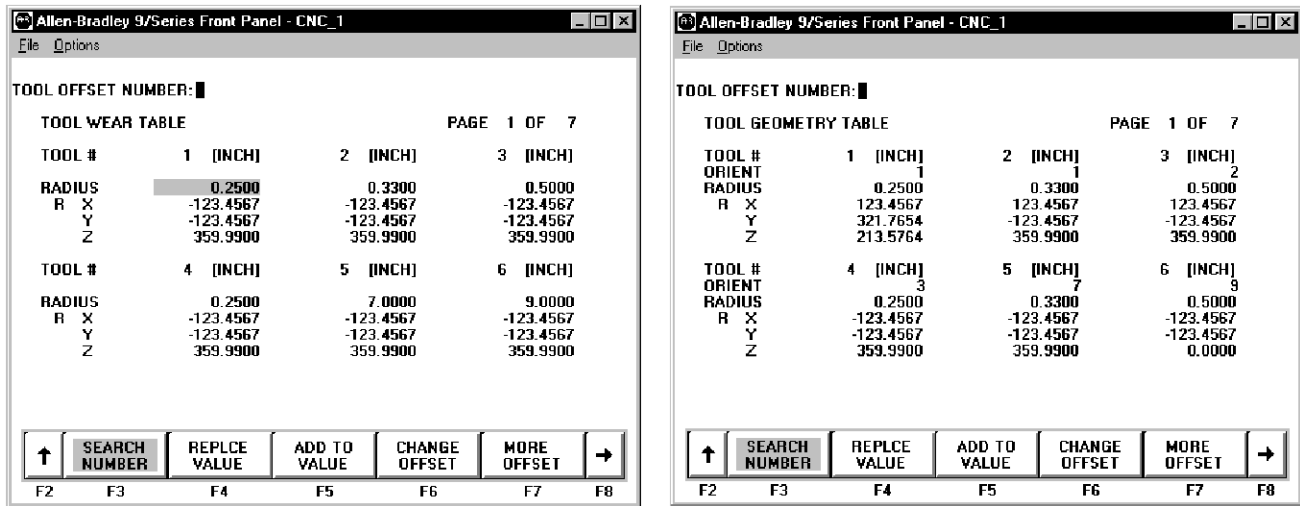 Allen-Bradley 9/Series Front Panel - CNC_1
File Options
TOOL OFFSET NUMBER:
TOOL WEAR TABLE PAGE 1 OF 7
TOOL # 1 [INCH] 2 [INCH] 3 [INCH]
RADIUS 0.2500 0.3300 0.5000
R X -123.4567 -123.4567 -123.4567
Y -123.4567 -123.4567 -123.4567
Z 359.9900 359.9900 359.9900
TOOL # 4 [INCH] 5 [INCH] 6 [INCH]
RADIUS 0.2500 7.0000 9.0000
R X -123.4567 -123.4567 -123.4567
Y -123.4567 -123.4567 -123.4567
Z 359.9900 359.9900 359.9900
SEARCH NUMBER REPLCE VALUE ADD TO VALUE CHANGE OFFSET MORE OFFSET
F2 F3 F4 F5 F6 F7 F8
Allen-Bradley 9/Series Front Panel - CNC_1
File Options
TOOL OFFSET NUMBER:
TOOL GEOMETRY TABLE PAGE 1 OF 7
TOOL # 1 [INCH] 2 [INCH] 3 [INCH]
ORIENT 1 1 2
RADIUS 0.2500 0.3300 0.5000
R X 123.4567 123.4567 123.4567
Y 321.7654 -123.4567 -123.4567
Z 213.5764 359.9900 359.9900
TOOL # 4 [INCH] 5 [INCH] 6 [INCH]
ORIENT 3 7 9
RADIUS 0.2500 0.3300 0.5000
R X -123.4567 -123.4567 -123.4567
Y -123.4567 -123.4567 -123.4567
Z 359.9900 359.9900 0.0000
SEARCH NUMBER REPLCE VALUE ADD TO VALUE CHANGE OFFSET MORE OFFSET
F2 F3 F4 F5 F6 F7 F8